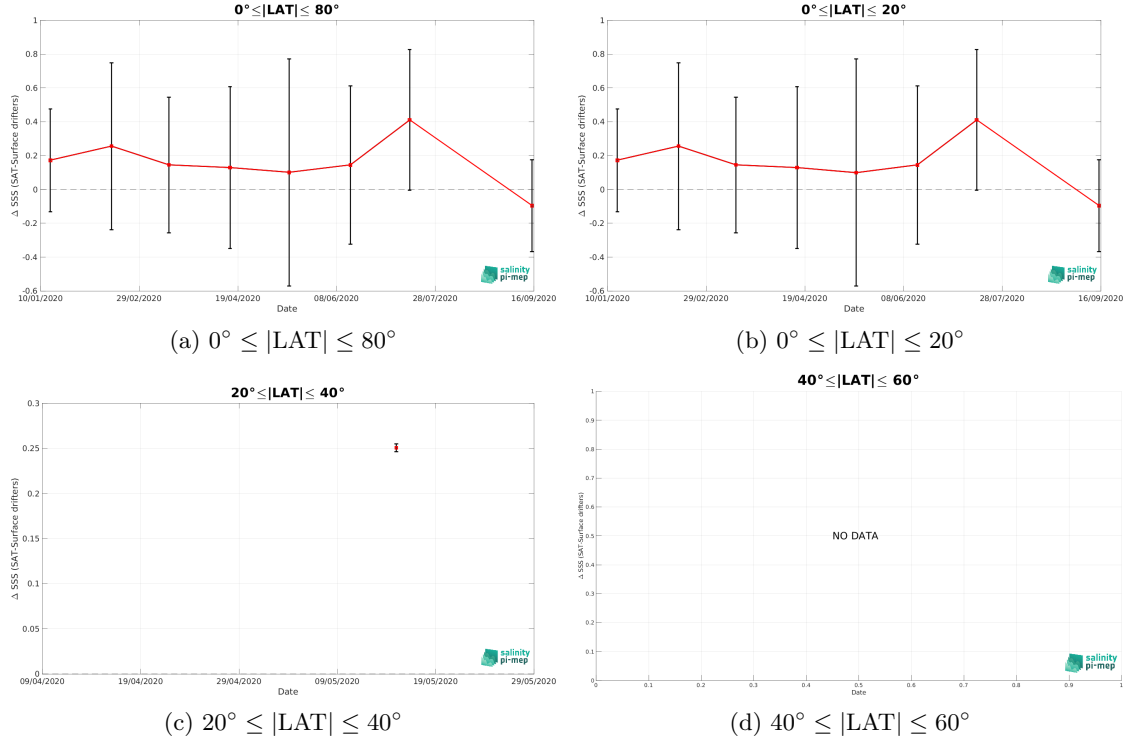 0°≤|LAT|≤ 80°
1
0.8
0.6
0.4
0.2
0
-0.2
-0.4
-0.6
Δ SSS (SAT-Surface drifters)
10/01/2020 29/02/2020 19/04/2020 08/06/2020 28/07/2020 16/09/2020
Date
salinity
pi-mep
(a) 0° ≤ |LAT| ≤ 80°
0°≤|LAT|≤ 20°
1
0.8
0.6
0.4
0.2
0
-0.2
-0.4
-0.6
Δ SSS (SAT-Surface drifters)
10/01/2020 29/02/2020 19/04/2020 08/06/2020 28/07/2020 16/09/2020
Date
salinity
pi-mep
(b) 0° ≤ |LAT| ≤ 20°
20°≤|LAT|≤ 40°
0.3
0.25
0.2
0.15
0.1
0.05
0
Δ SSS (SAT-Surface drifters)
09/04/2020 19/04/2020 29/04/2020 09/05/2020 19/05/2020 29/05/2020
Date
salinity
pi-mep
(c) 20° ≤ |LAT| ≤ 40°
40°≤|LAT|≤ 60°
1
0.9
0.8
0.7
0.6
0.5
0.4
0.3
0.2
0.1
0
Δ SSS (SAT-Surface drifters)
NO DATA
0 0.1 0.2 0.3 0.4 0.5 0.6 0.7 0.8 0.9 1
Date
salinity
pi-mep
(d) 40° ≤ |LAT| ≤ 60°